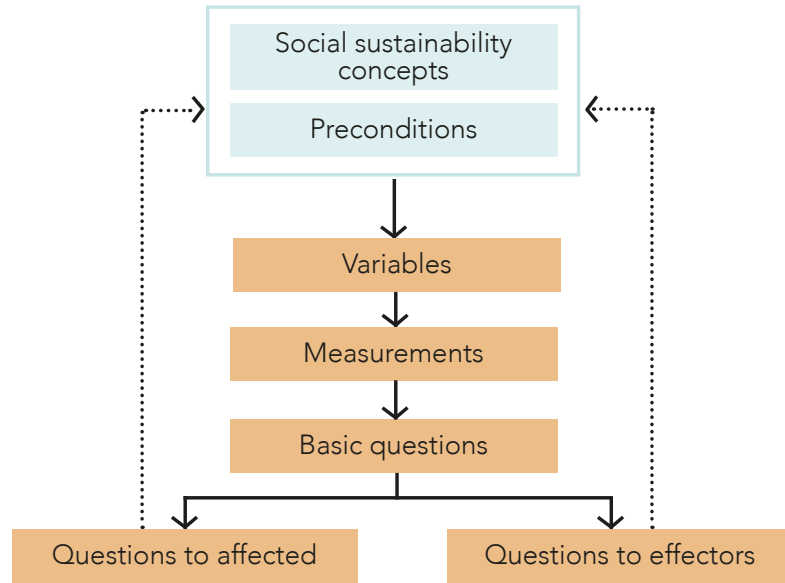 Social sustainability
concepts
Preconditions
Variables
Measurements
Basic questions
Questions to affected
Questions to effectors